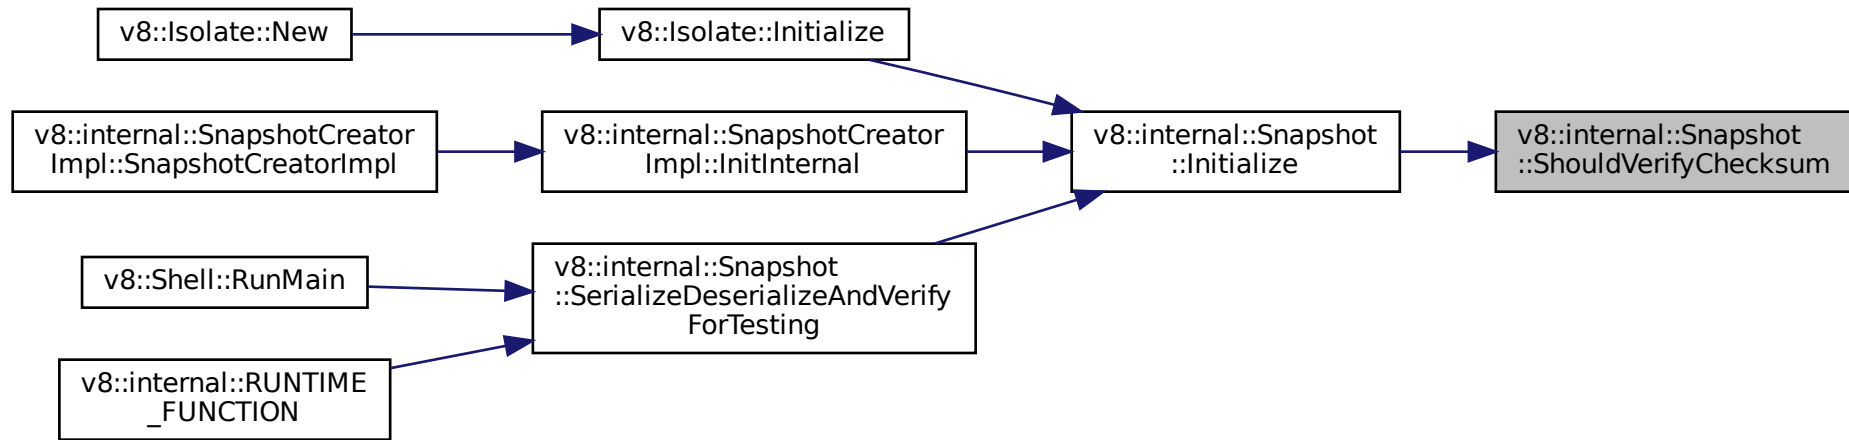 v8::Isolate::New
v8::Isolate::Initialize
v8::internal::SnapshotCreator
Impl::SnapshotCreatorImpl
v8::internal::SnapshotCreator
Impl::InitInternal
v8::internal::Snapshot
::Initialize
v8::internal::Snapshot
::ShouldVerifyChecksum
v8::Shell::RunMain
v8::internal::Snapshot
::SerializeDeserializeAndVerify
ForTesting
v8::internal::RUNTIME
_FUNCTION